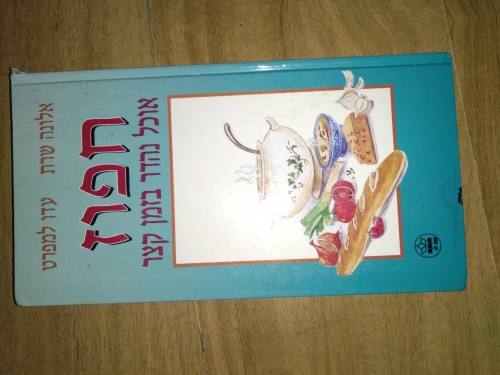 אלונה שרת   עדו למפרט
חפוז
אוכל נהדר בזמן קצר